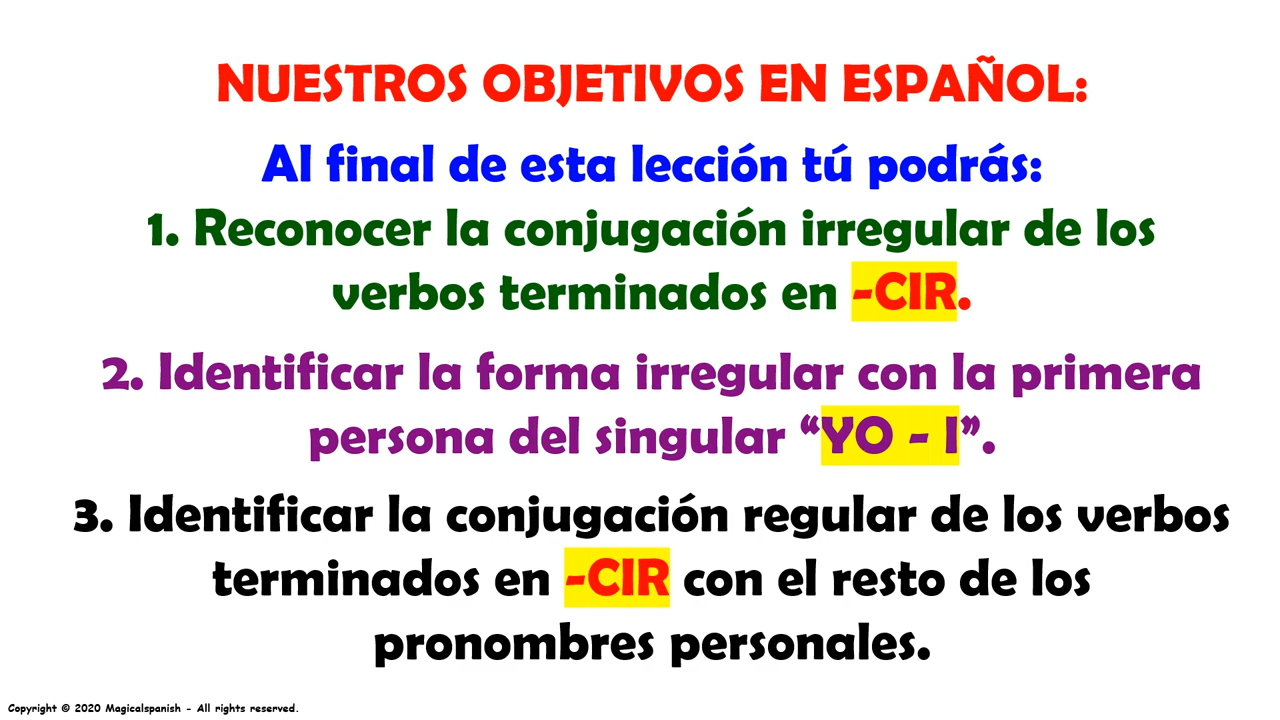 NUESTROS OBJETIVOS EN ESPAÑOL:
Al final de esta lección tú podrás:
1. Reconocer la conjugación irregular de los
verbos terminados en -CIR.
2. Identificar la forma irregular con la primera
persona del singular “YO - I”.
3. Identificar la conjugación regular de los verbos
terminados en -CIR con el resto de los
pronombres personales.
Copyright © 2020 Magicalspanish - All rights reserved.